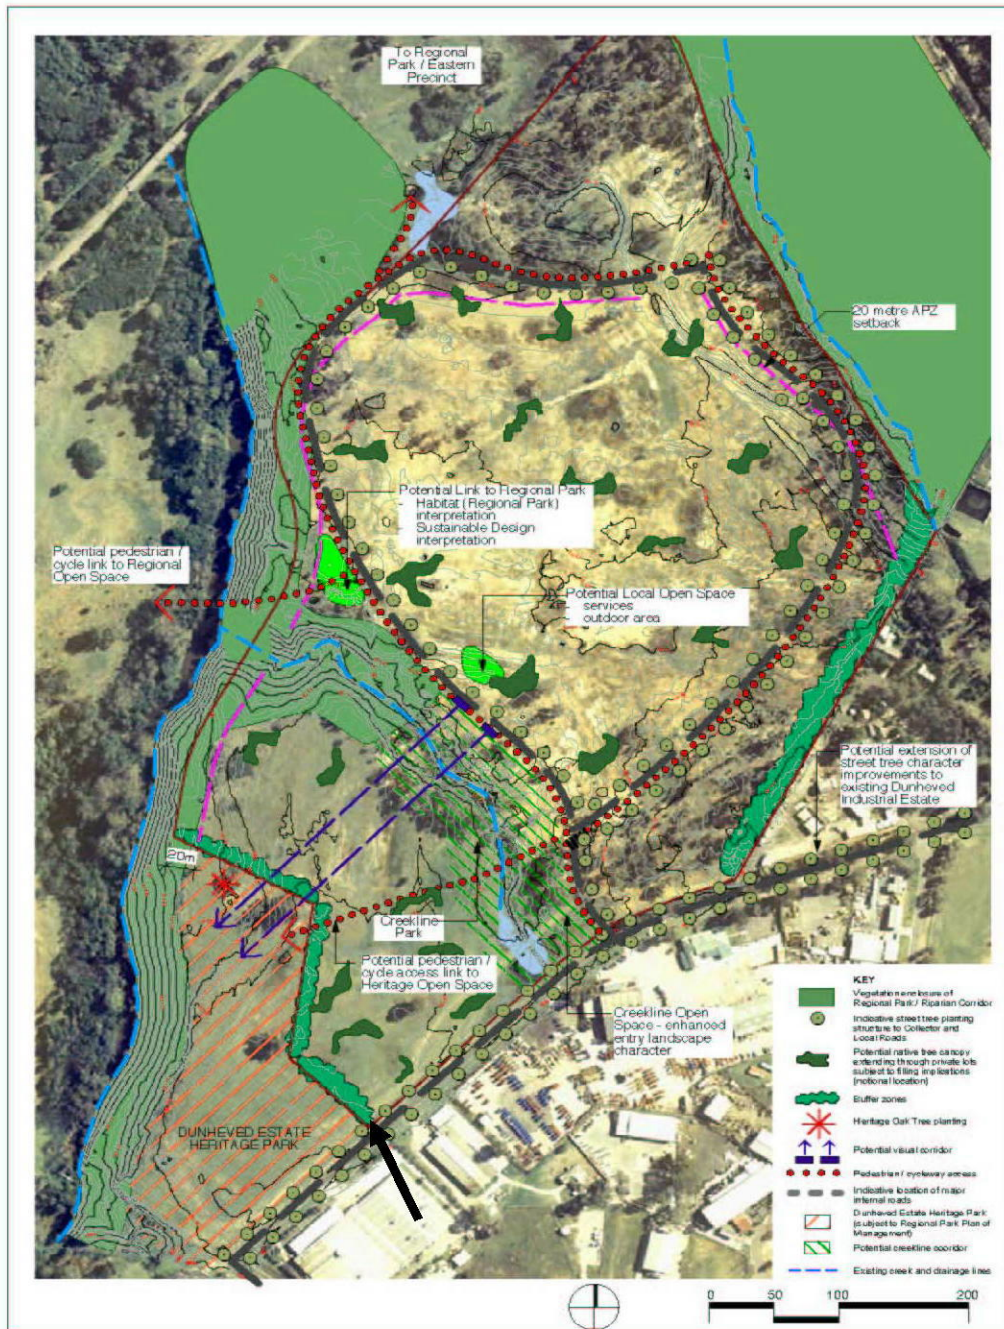 To Regional
Park / Eastern
Precinct
20 metre APZ
setback
Potential Link to Regional Park
- Habitat (Regional Park)
interpretation
- Sustainable Design
interpretation
Potential pedestrian /
cycle link to Regional
Open Space
Potential Local Open Space
- services
- outdoor area
Potential extension of
street tree character
improvements to
existing Dunheved
Industrial Estate
20m
Creekline
Park
Potential pedestrian /
cycle access link to
Heritage Open Space
Creekline Open
Space - enhanced
entry landscape
character
DUNHEVED ESTATE
HERITAGE PARK
KEY
Vegetation enclosure of
Regional Park / Riparian Corridor
Indicative street tree planting
structure to Collector and
Local Roads
Potential native tree canopy
extending through private lots
subject to filling implications
(notional location)
Buffer zones
Heritage Oak Tree planting
Potential visual corridor
Pedestrian / cycleway access
Indicative location of major
internal roads
Dunheved Estate Heritage Park
(subject to Regional Park Plan of
Management)
Potential creekline cooridor
Existing creek and drainage lines
0 50 100 200